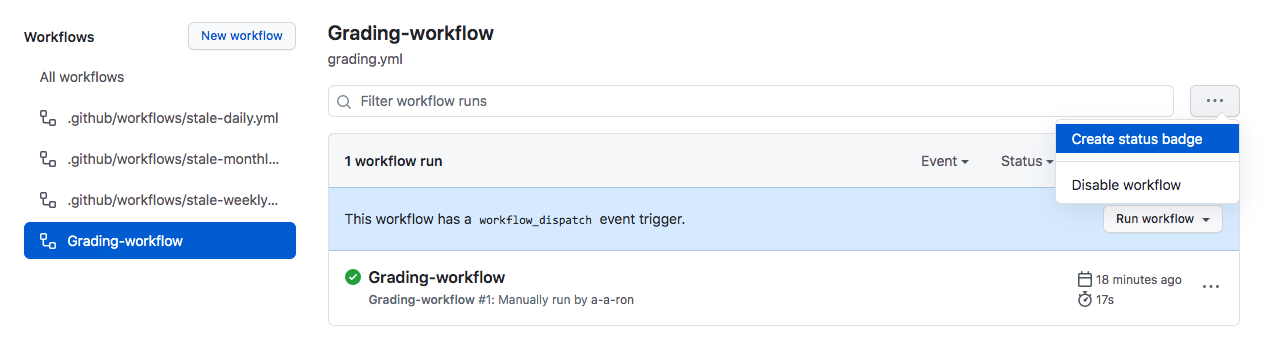 Workflows
New workflow
All workflows
.github/workflows/stale-daily.yml
.github/workflows/stale-monthl...
.github/workflows/stale-weekly...
Grading-workflow
Grading-workflow
grading.yml
Filter workflow runs
...
Create status badge
Disable workflow
1 workflow run
Event
Status
This workflow has a workflow_dispatch event trigger.
Run workflow
Grading-workflow
Grading-workflow #1: Manually run by a-a-ron
18 minutes ago
17s
...